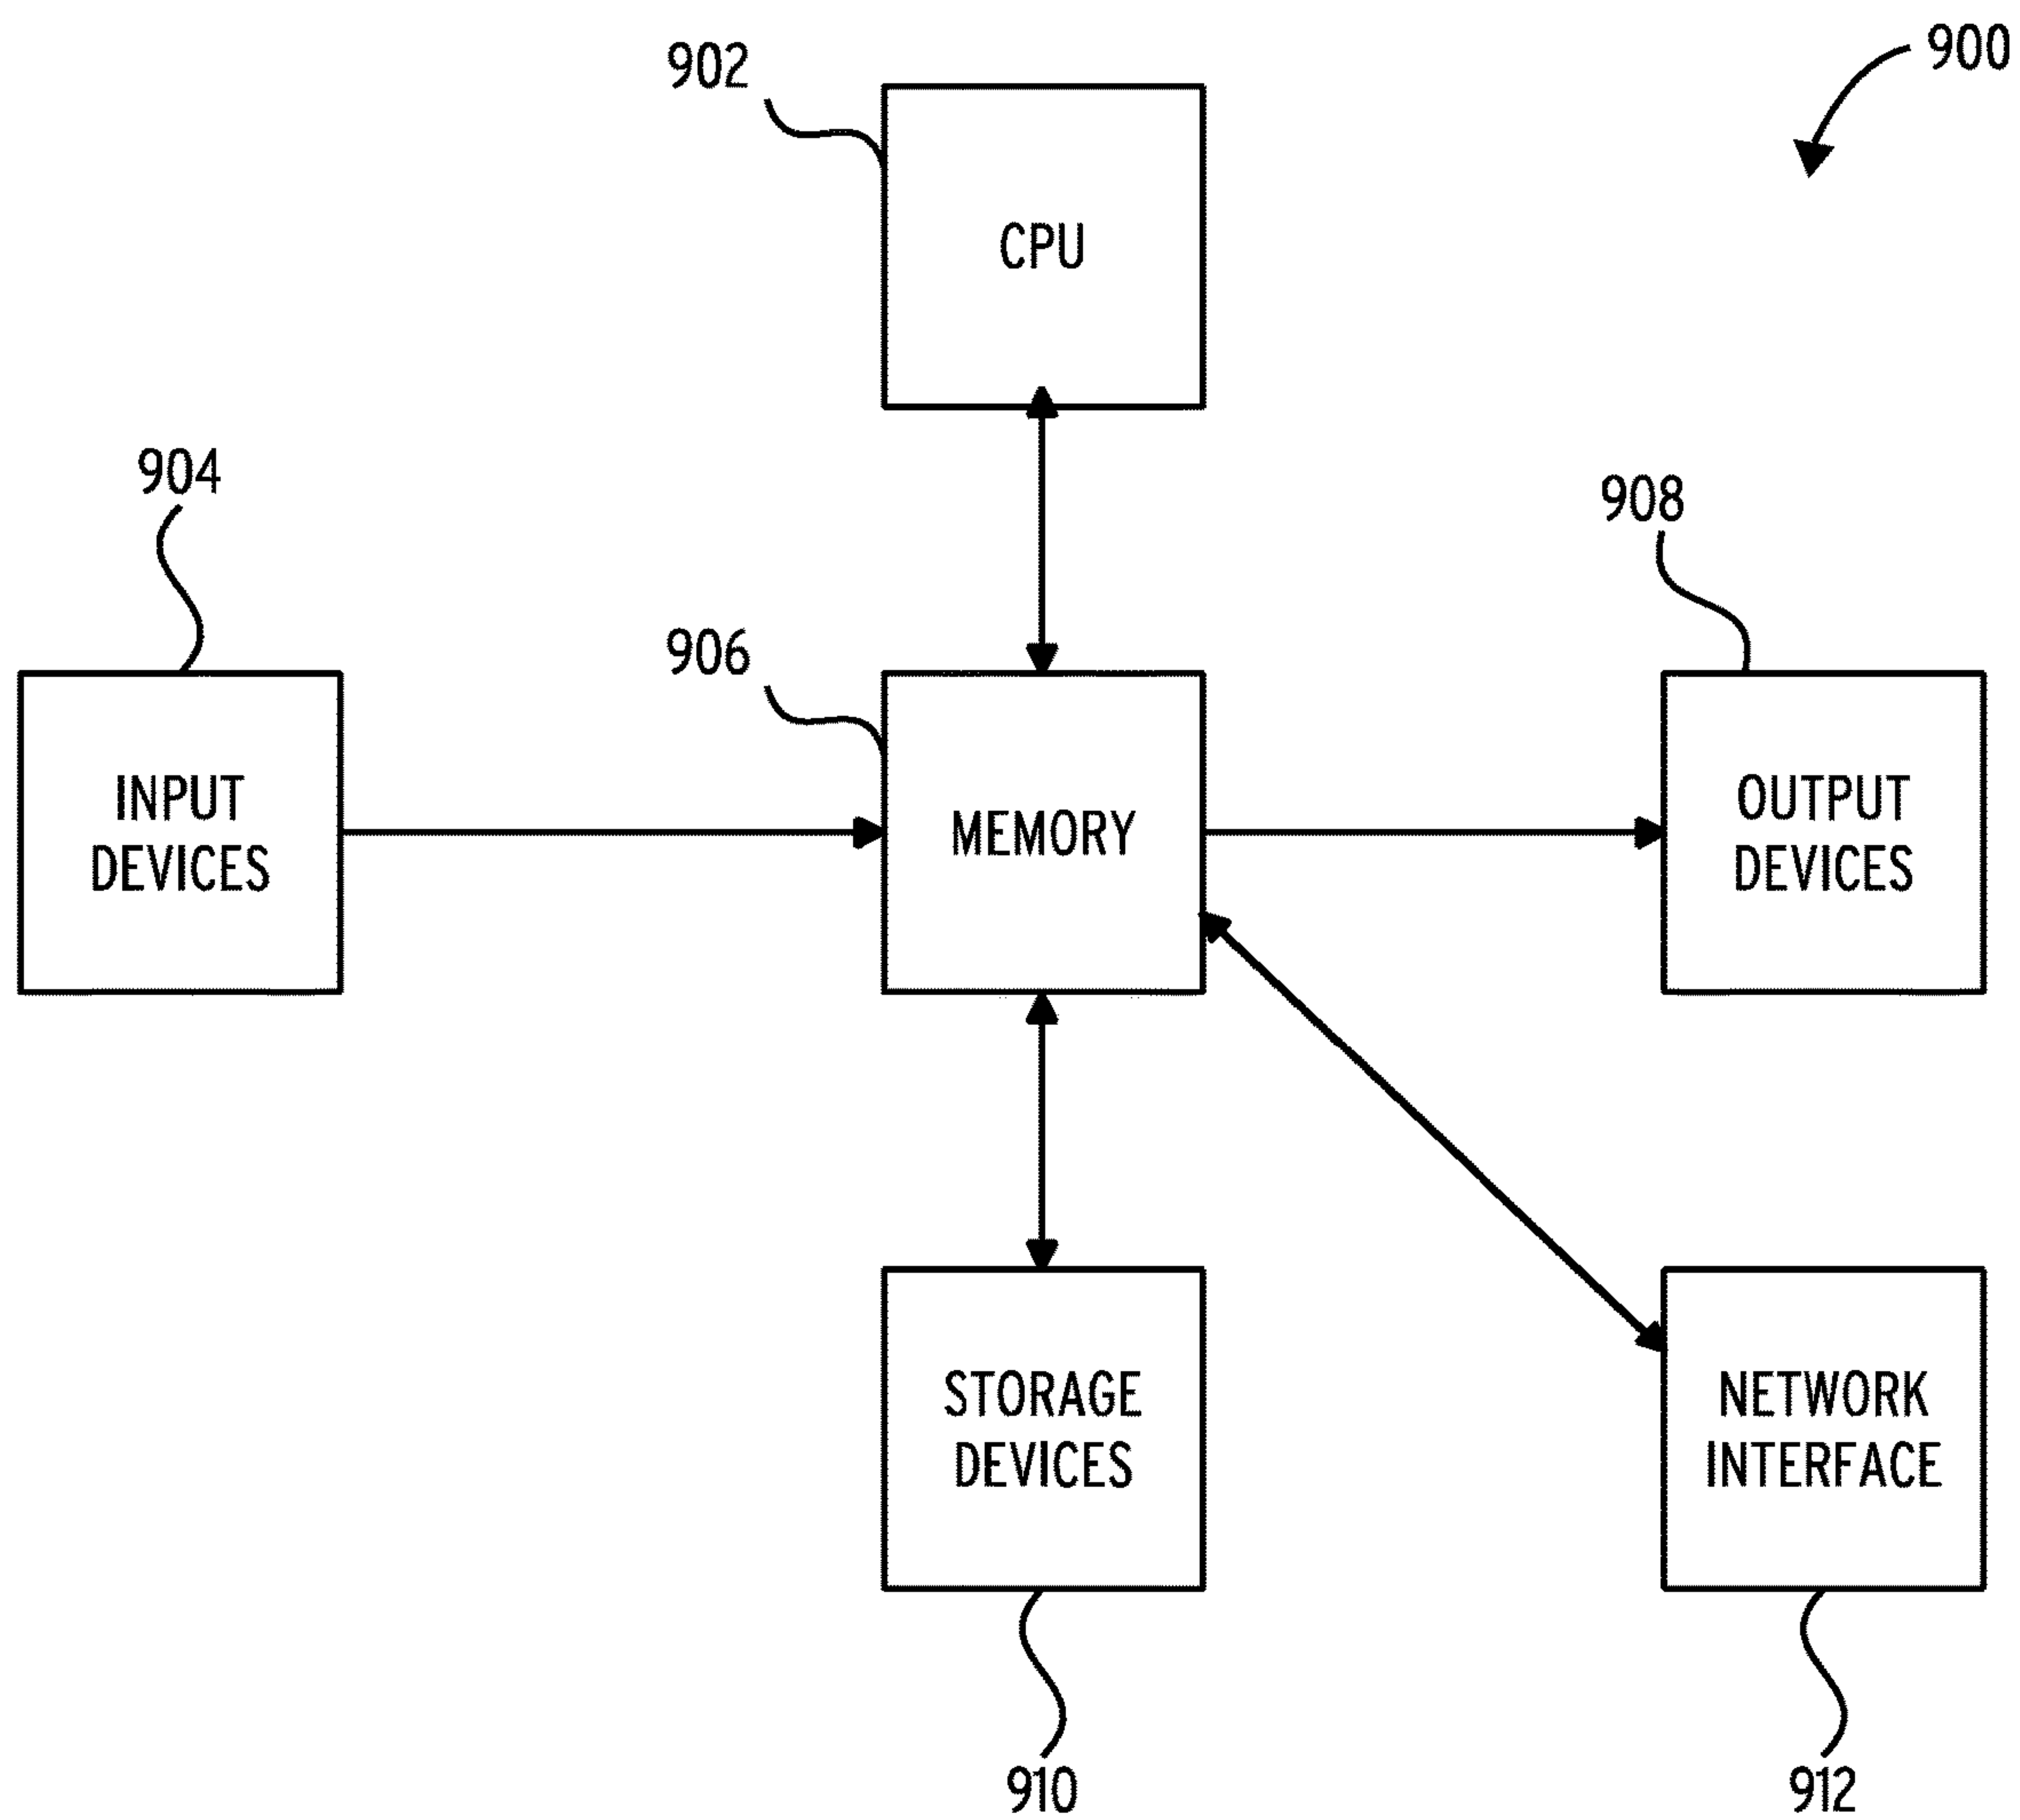 900
902
CPU
904
908
906
INPUT
DEVICES
MEMORY
OUTPUT
DEVICES
STORAGE
DEVICES
NETWORK
INTERFACE
910
912